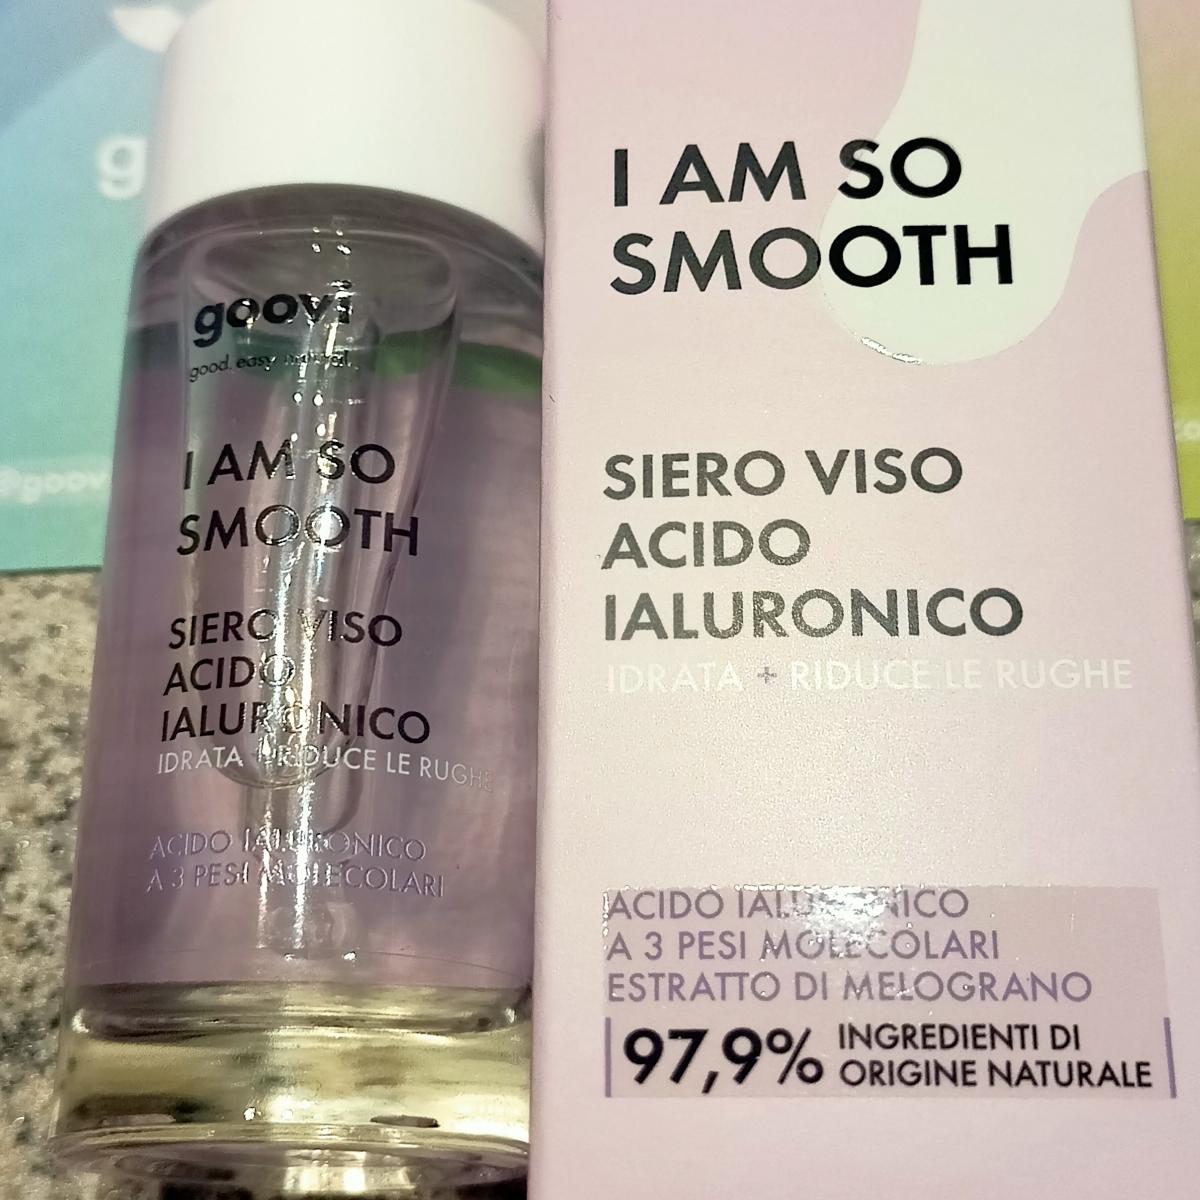 g
@goov
goovi
good. easy. natural.
I AM SO
SMOOTH
SIERO VISO
ACIDO
IALURONICO
IDRATA + RIDUCE LE RUGHE
ACIDO IALURONICO
A 3 PESI MOLECOLARI
I AM SO
SMOOTH
SIERO VISO
ACIDO
IALURONICO
IDRATA + RIDUCE LE RUGHE
ACIDO IALURONICO
A 3 PESI MOLECOLARI
ESTRATTO DI MELOGRANO
97,9% INGREDIENTI DI
ORIGINE NATURALE